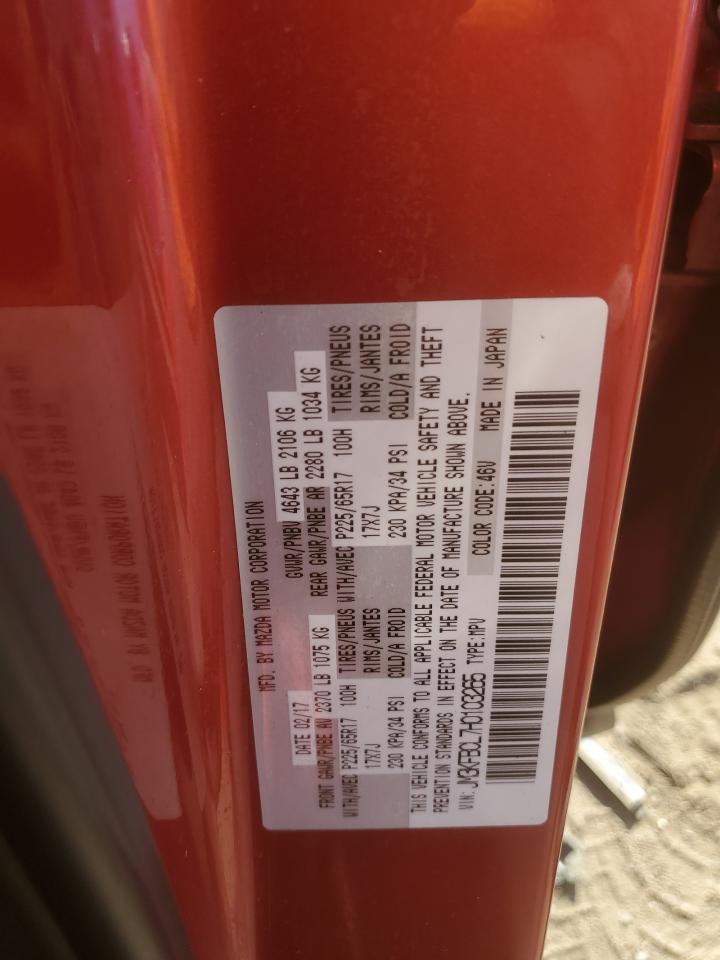 MFD. BY MAZDA MOTOR CORPORATION
DATE 02/17 GVWR/PNBV 4643 LB 2106 KG
FRONT GAWR/PNBE AV 2370 LB 1075 KG REAR GAWR/PNBE AR 2280 LB 1034 KG
WITH/AVEC P225/65R17 100H TIRES/PNEUS WITH/AVEC P225/65R17 100H TIRES/PNEUS
17X7J RIMS/JANTES 17X7J RIMS/JANTES
230 KPA/34 PSI COLD/A FROID 230 KPA/34 PSI COLD/A FROID
THIS VEHICLE CONFORMS TO ALL APPLICABLE FEDERAL MOTOR VEHICLE SAFETY AND THEFT
PREVENTION STANDARDS IN EFFECT ON THE DATE OF MANUFACTURE SHOWN ABOVE.
VIN: JM3KFBCL7H0103265 TYPE:MPV COLOR CODE:46V MADE IN JAPAN